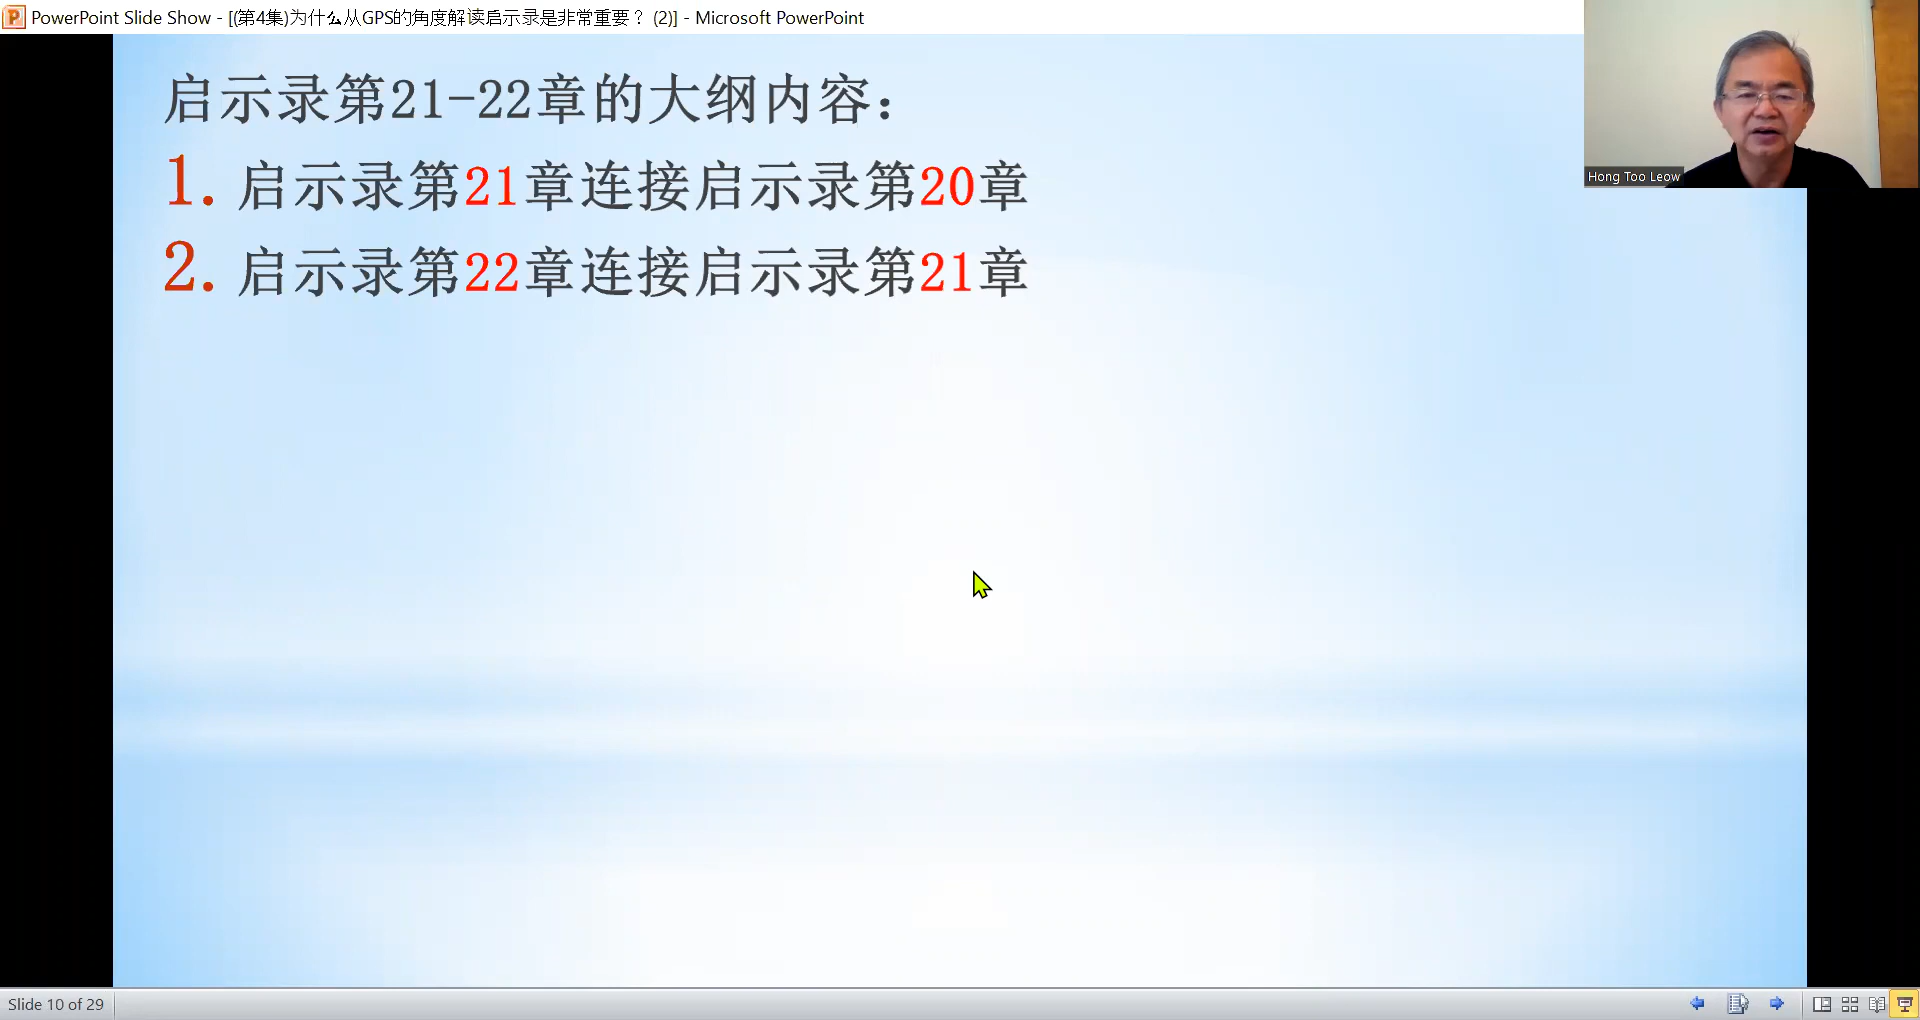 PowerPoint Slide Show - [(第4集)为什么从GPS的角度解读启示录是非常重要？ (2)] - Microsoft PowerPoint
启示录第21-22章的大纲内容：
1. 启示录第21章连接启示录第20章
2. 启示录第22章连接启示录第21章
Hong Too Leow
Slide 10 of 29